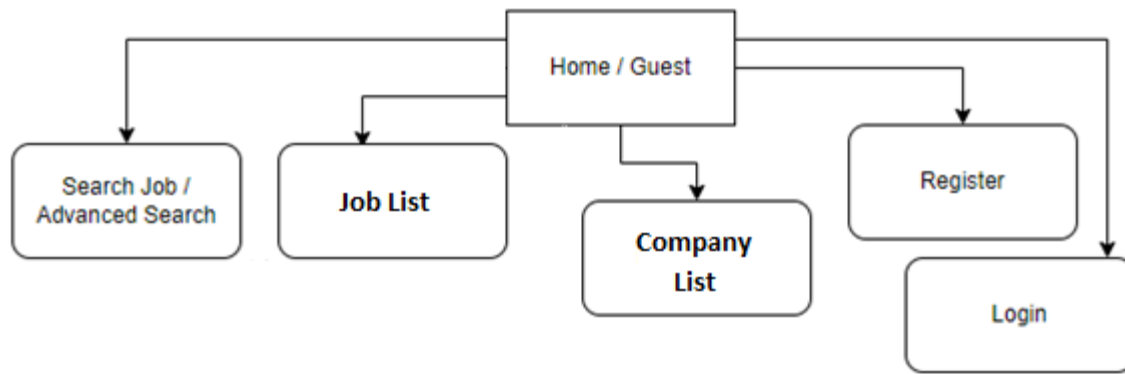 Home / Guest
Search Job /
Advanced Search
Job List
Company
List
Register
Login